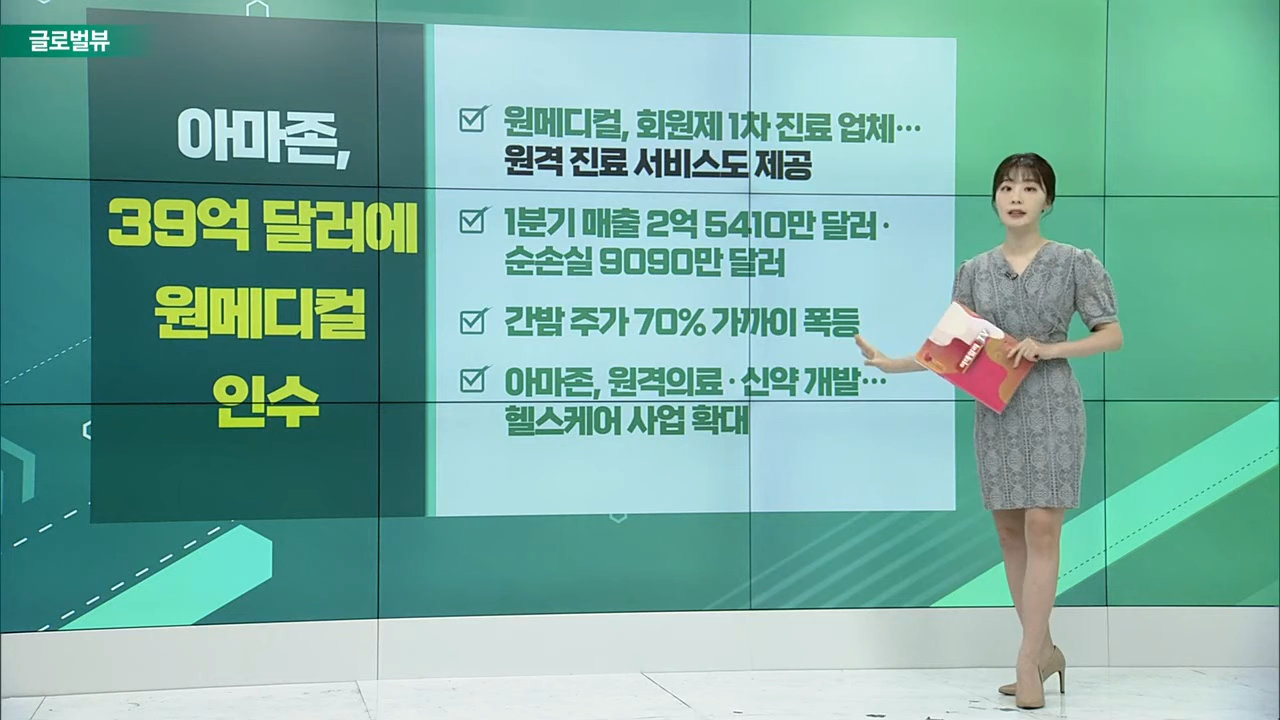 글로벌뷰
아마존,
39억 달러에
원메디컬
인수
원메디컬, 회원제 1차 진료 업체…
원격 진료 서비스도 제공
1분기 매출 2억 5410만 달러·
순손실 9090만 달러
간밤 주가 70% 가까이 폭등
아마존, 원격의료·신약 개발…
헬스케어 사업 확대